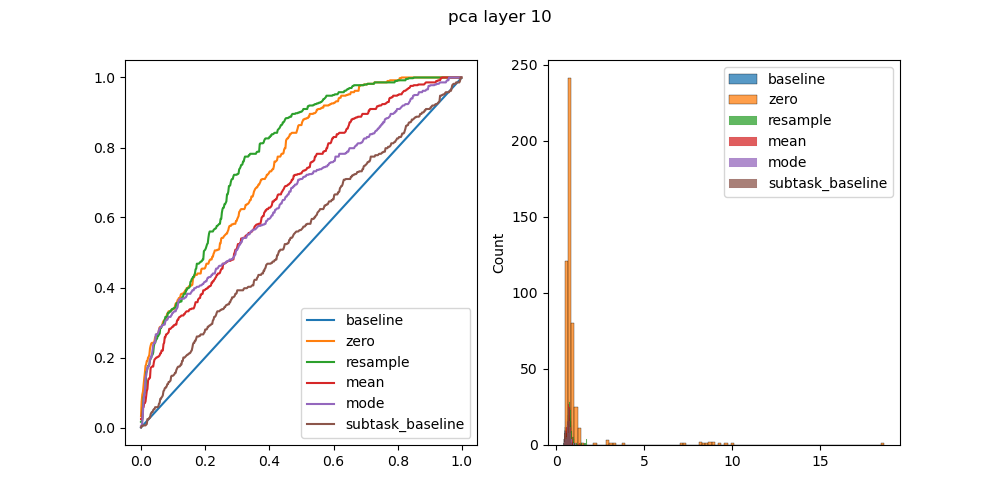 pca layer 10
1.0
0.8
0.6
0.4
0.2
0.0
0.0 0.2 0.4 0.6 0.8 1.0
baseline
zero
resample
mean
mode
subtask_baseline
Count
250
200
150
100
50
0
0 5 10 15
baseline
zero
resample
mean
mode
subtask_baseline